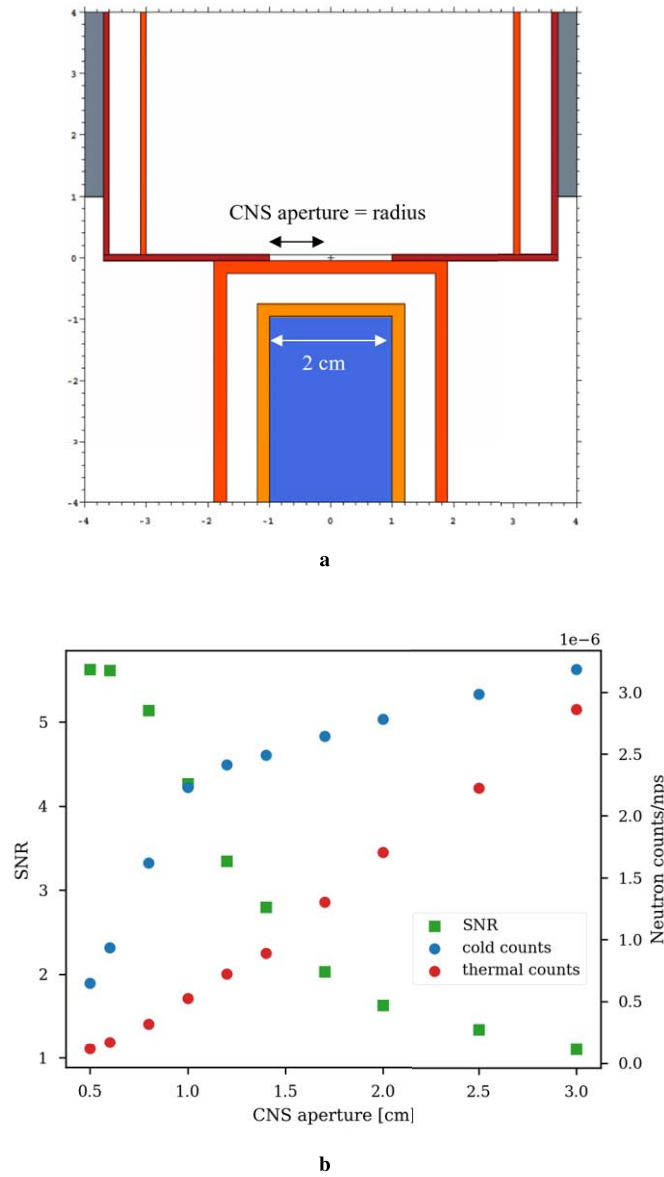 4
3
2
1
CNS aperture = radius
0
-1
2 cm
-2
3
-4
-4 -3 -2 -1 0 1 2 3 4
a
1e−6
5
4
3
2
1
SNR
3.0
2.5
2.0
1.5
1.0
0.5
0.0
Neutron counts/nps
SNR
cold counts
thermal counts
0.5 1.0 1.5 2.0 2.5 3.0
CNS aperture [cm]
b